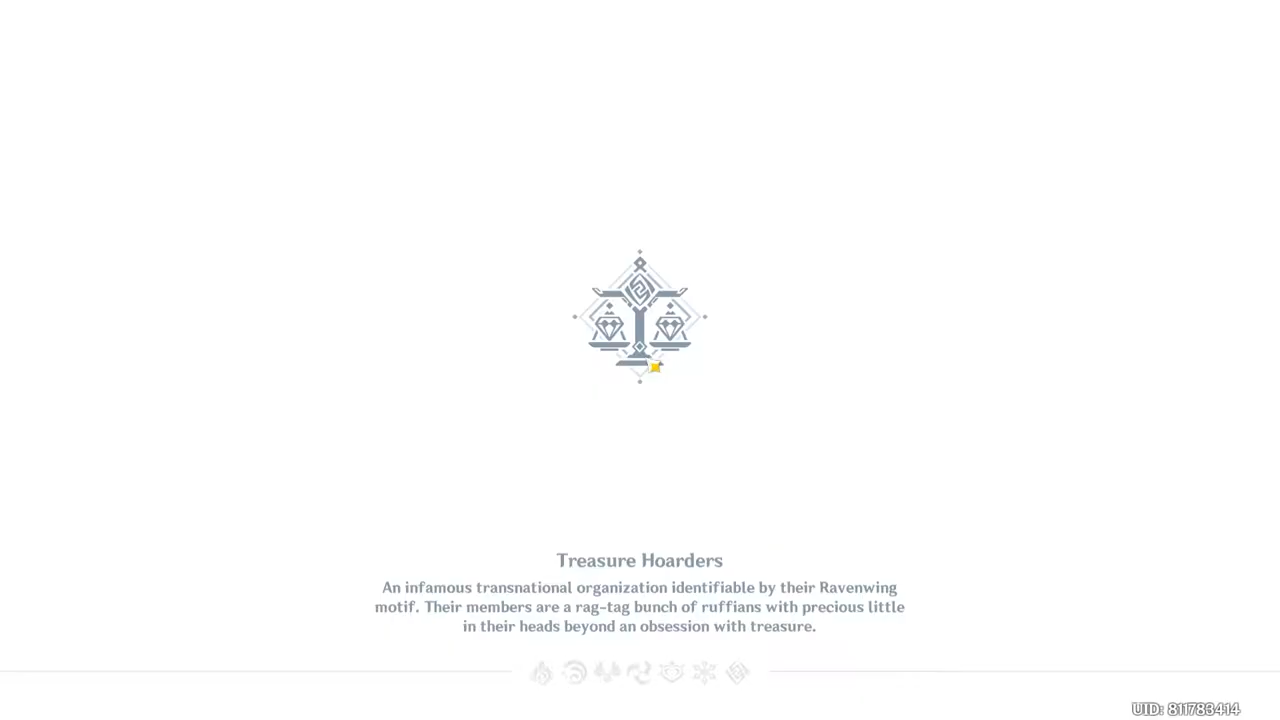 Treasure Hoarders
An infamous transnational organization identifiable by their Ravenwing
motif. Their members are a rag-tag bunch of ruffians with precious little
in their heads beyond an obsession with treasure.
UID: 811783414